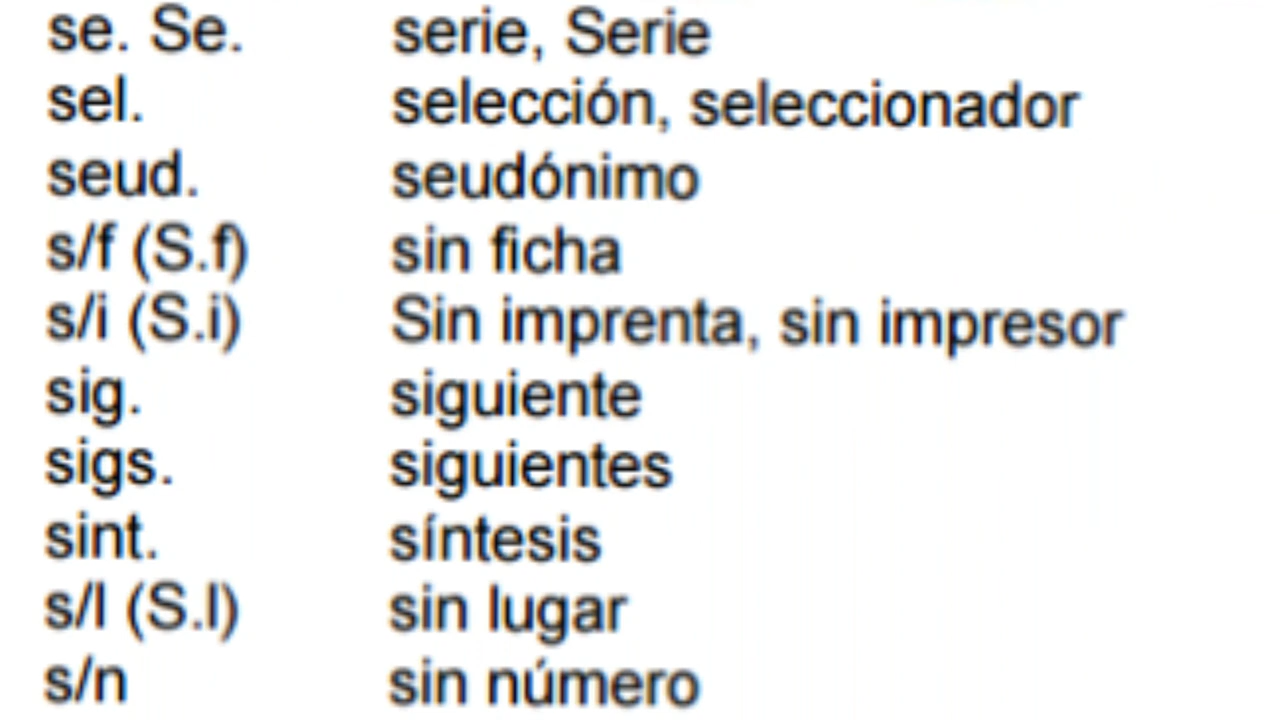 se. Se. serie, Serie
sel. selección, seleccionador
seud. seudónimo
s/f (S.f) sin ficha
s/i (S.i) Sin imprenta, sin impresor
sig. siguiente
sigs. siguientes
sint. síntesis
s/l (S.l) sin lugar
s/n sin número